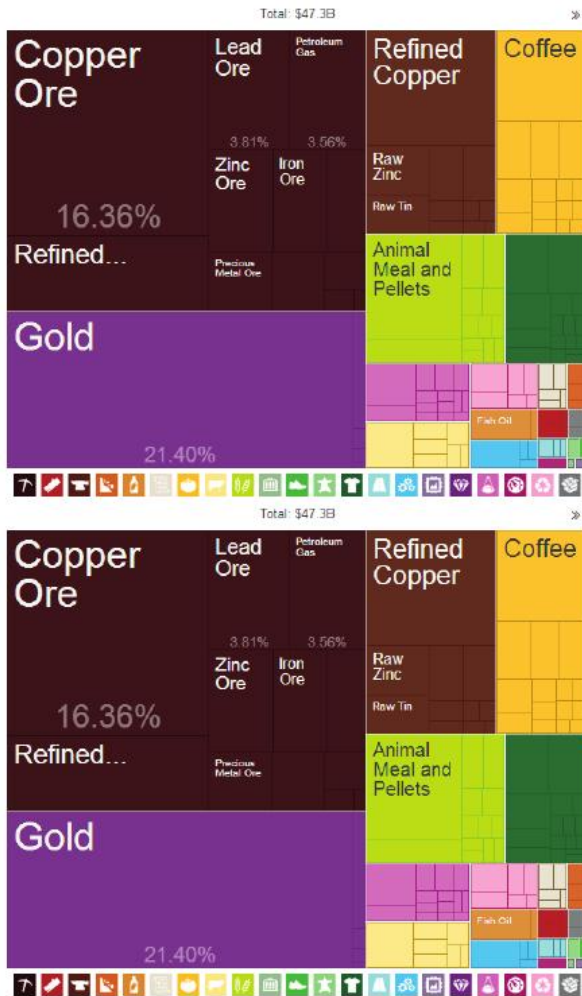 Total: $47.3B
»
Copper
Ore
16.36%
Refined...
Lead
Ore
3.81%
Petroleum
Gas
3.56%
Zinc
Ore
Iron
Ore
Precious
Metal Ore
Gold
21.40%
Refined
Copper
Raw
Zinc
Raw Tin
Coffee
Animal
Meal and
Pellets
Fish Oil
Total: $47.3B
»
Copper
Ore
16.36%
Refined...
Lead
Ore
3.81%
Petroleum
Gas
3.56%
Zinc
Ore
Iron
Ore
Precious
Metal Ore
Gold
21.40%
Refined
Copper
Raw
Zinc
Raw Tin
Coffee
Animal
Meal and
Pellets
Fish Oil